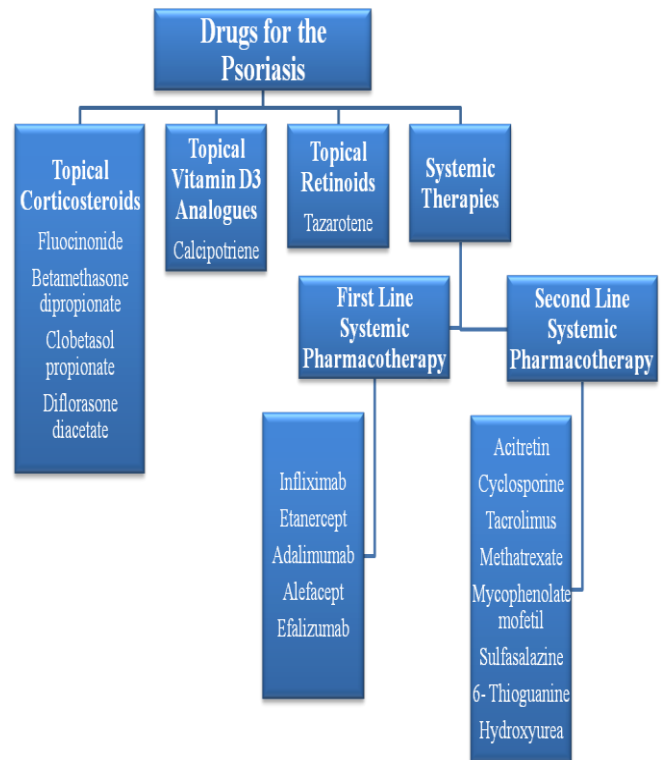 Drugs for the
Psoriasis
Topical
Corticosteroids
Fluocinonide
Betamethasone
dipropionate
Clobetasol
propionate
Diflorasone
diacetate
Topical
Vitamin D3
Analogues
Calcipotriene
Topical
Retinoids
Tazarotene
Systemic
Therapies
First Line
Systemic
Pharmacotherapy
Infliximab
Etanercept
Adalimumab
Alefacept
Efalizumab
Second Line
Systemic
Pharmacotherapy
Acitretin
Cyclosporine
Tacrolimus
Methatrexate
Mycophenolate
mofetil
Sulfasalazine
6- Thioguanine
Hydroxyurea